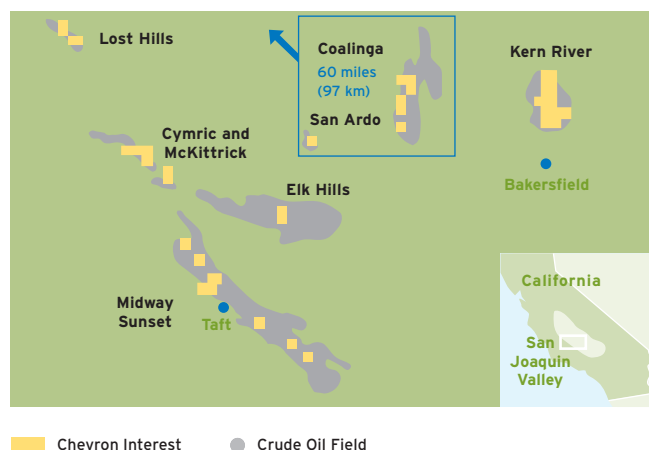 Lost Hills
Coalinga
60 miles
(97 km)
San Ardo
Kern River
Cymric and
McKittrick
Elk Hills
Bakersfield
Midway
Sunset
Taft
California
San
Joaquin
Valley
Chevron Interest
Crude Oil Field